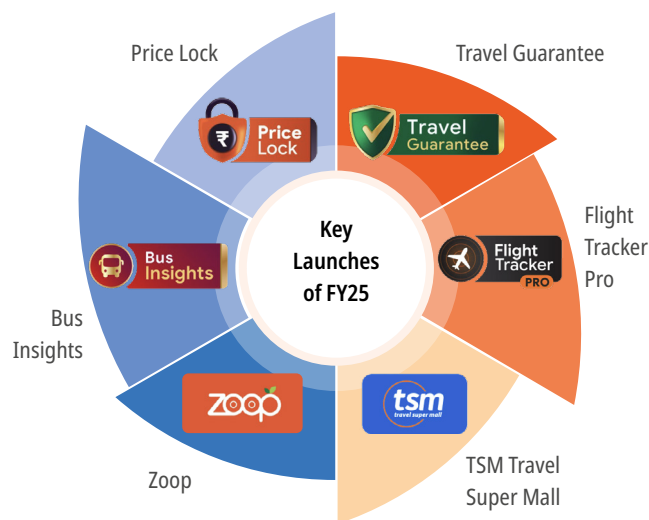 Price Lock
Travel Guarantee
₹
Price
Lock
Travel
Guarantee
Key
Launches
of FY25
Flight
Tracker
Pro
Flight
Tracker
PRO
Bus
Insights
Bus
Insights
zoop
tsm
travel super mall
Zoop
TSM Travel
Super Mall